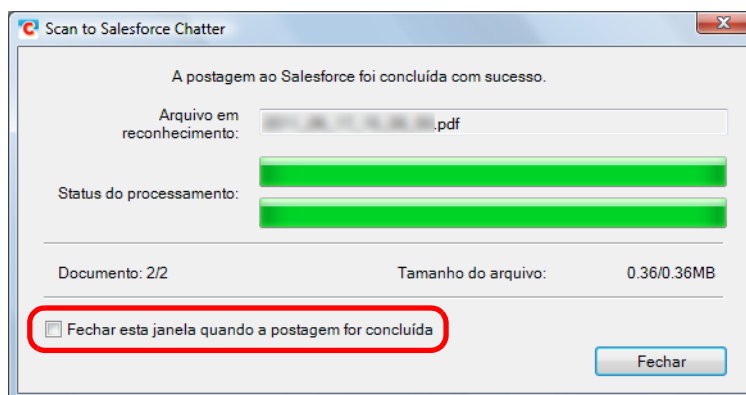 Scan to Salesforce Chatter
A postagem ao Salesforce foi concluída com sucesso.
Arquivo em
reconhecimento:
.pdf
Status do processamento:
Documento: 2/2 Tamanho do arquivo: 0.36/0.36MB
Fechar esta janela quando a postagem for concluída
Fechar